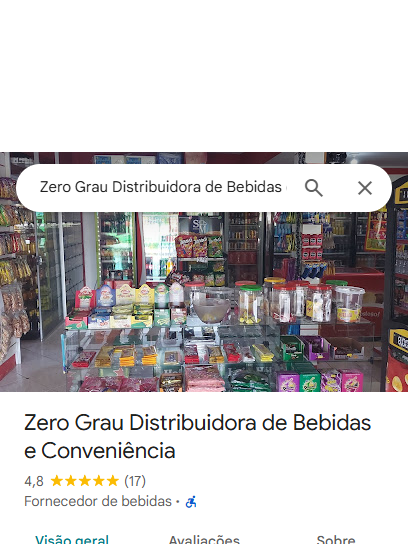 Zero Grau Distribuidora de Bebidas
Zero Grau Distribuidora de Bebidas
e Conveniência
4,8 (17)
Fornecedor de bebidas ·
Visão geral
Avaliações
Sobre